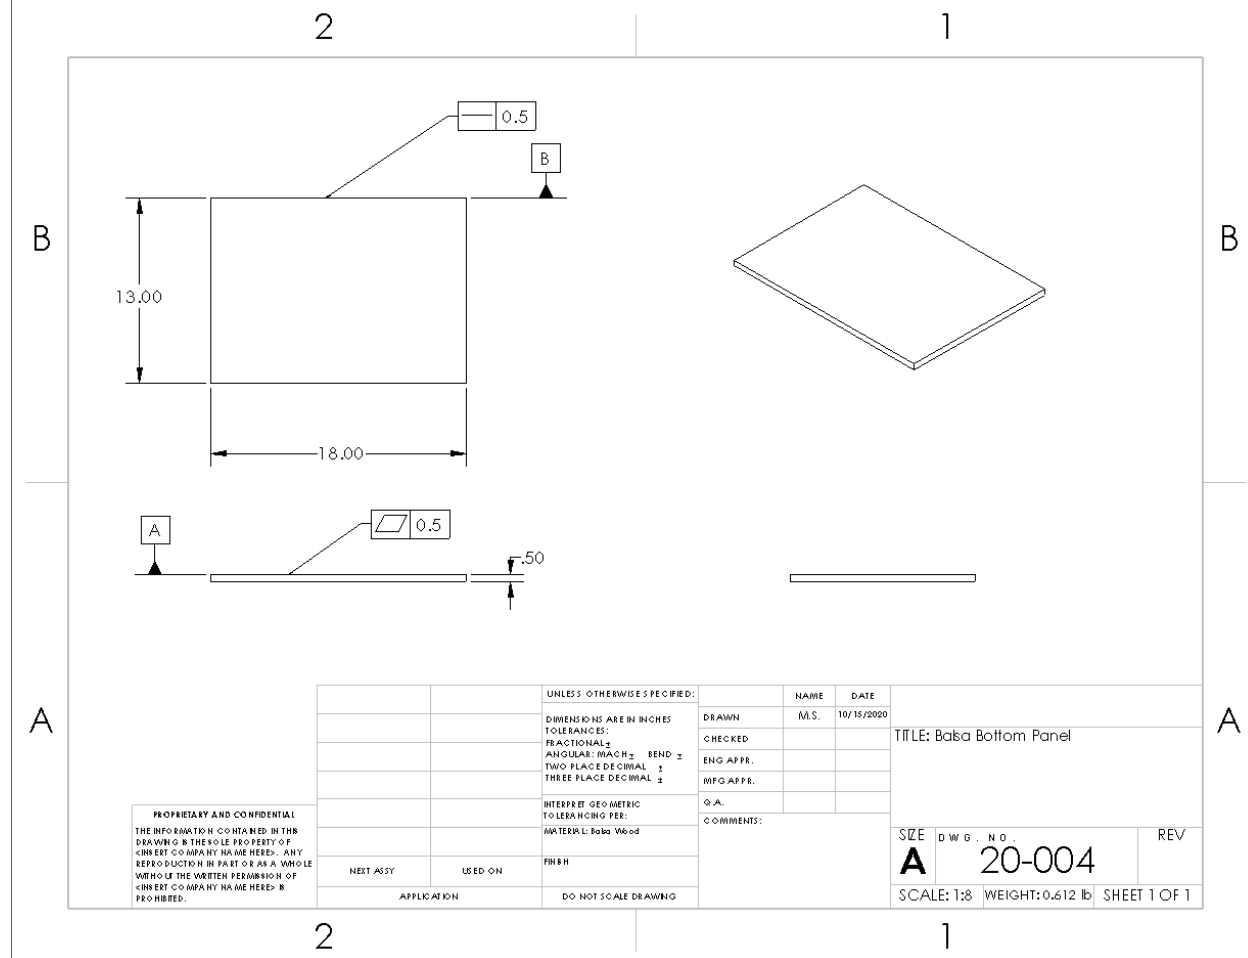 2
1
0.5
B
B
B
13.00
18.00
A
0.5
.50
A
A
UNLESS OTHERWISE SPECIFIED:
DIMENSIONS ARE IN INCHES
TOLERANCES:
FRACTIONAL±
ANGULAR: MACH± BEND ±
TWO PLACE DECIMAL ±
THREE PLACE DECIMAL ±
INTERPRET GEOMETRIC
TOLERANCING PER:
MATERIAL: Balsa Wood
FINISH
DO NOT SCALE DRAWING
NAME DATE
DRAWN M.S. 10/15/2020
CHECKED
ENG APPR.
MFG APPR.
Q.A.
COMMENTS:
TITLE: Balsa Bottom Panel
SIZE DWG. NO. REV
A 20-004
SCALE: 1:8 WEIGHT: 0.612 lb SHEET 1 OF 1
PROPRIETARY AND CONFIDENTIAL
THE INFORMATION CONTAINED IN THIS
DRAWING IS THE SOLE PROPERTY OF
<INSERT COMPANY NAME HERE>. ANY
REPRODUCTION IN PART OR AS A WHOLE
WITHOUT THE WRITTEN PERMISSION OF
<INSERT COMPANY NAME HERE> IS
PROHIBITED.
NEXT ASSY USED ON
APPLICATION
2
1